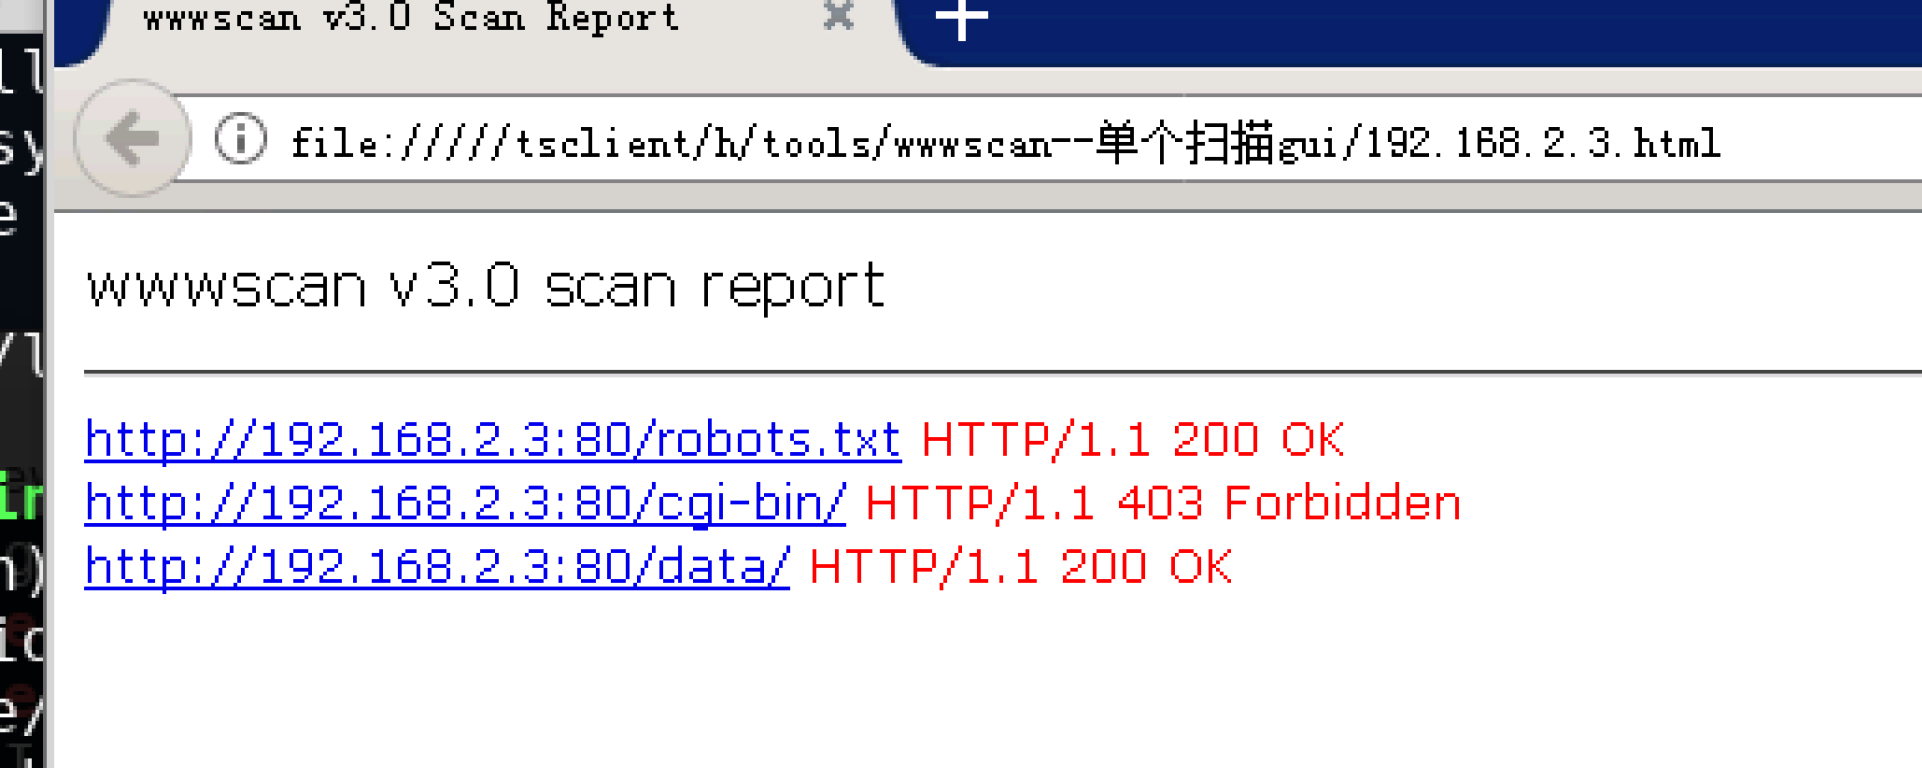 wwwscan v3.0 Scan Report
file://///tsclient/h/tools/wwwscan--单个扫描gui/192.168.2.3.html
wwwscan v3.0 scan report
http://192.168.2.3:80/robots.txt HTTP/1.1 200 OK
http://192.168.2.3:80/cgi-bin/ HTTP/1.1 403 Forbidden
http://192.168.2.3:80/data/ HTTP/1.1 200 OK